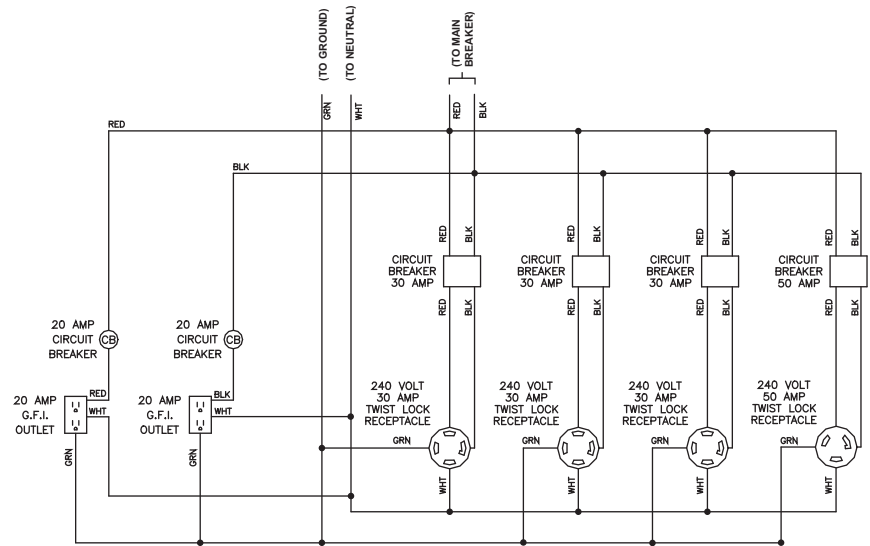 (TO GROUND)
(TO NEUTRAL)
(TO MAIN
BREAKER)
GRN
WHT
RED
BLK
RED
BLK
RED
BLK
RED
BLK
RED
BLK
RED
BLK
CIRCUIT
BREAKER
30 AMP
CIRCUIT
BREAKER
30 AMP
CIRCUIT
BREAKER
30 AMP
CIRCUIT
BREAKER
50 AMP
RED
BLK
RED
BLK
RED
BLK
RED
BLK
20 AMP
CIRCUIT
BREAKER
CB
20 AMP
CIRCUIT
BREAKER
CB
20 AMP
G.F.I.
OUTLET
RED
WHT
GRN
20 AMP
G.F.I.
OUTLET
BLK
WHT
GRN
240 VOLT
30 AMP
TWIST LOCK
RECEPTACLE
GRN
WHT
240 VOLT
30 AMP
TWIST LOCK
RECEPTACLE
GRN
WHT
240 VOLT
30 AMP
TWIST LOCK
RECEPTACLE
GRN
WHT
240 VOLT
50 AMP
TWIST LOCK
RECEPTACLE
GRN
WHT